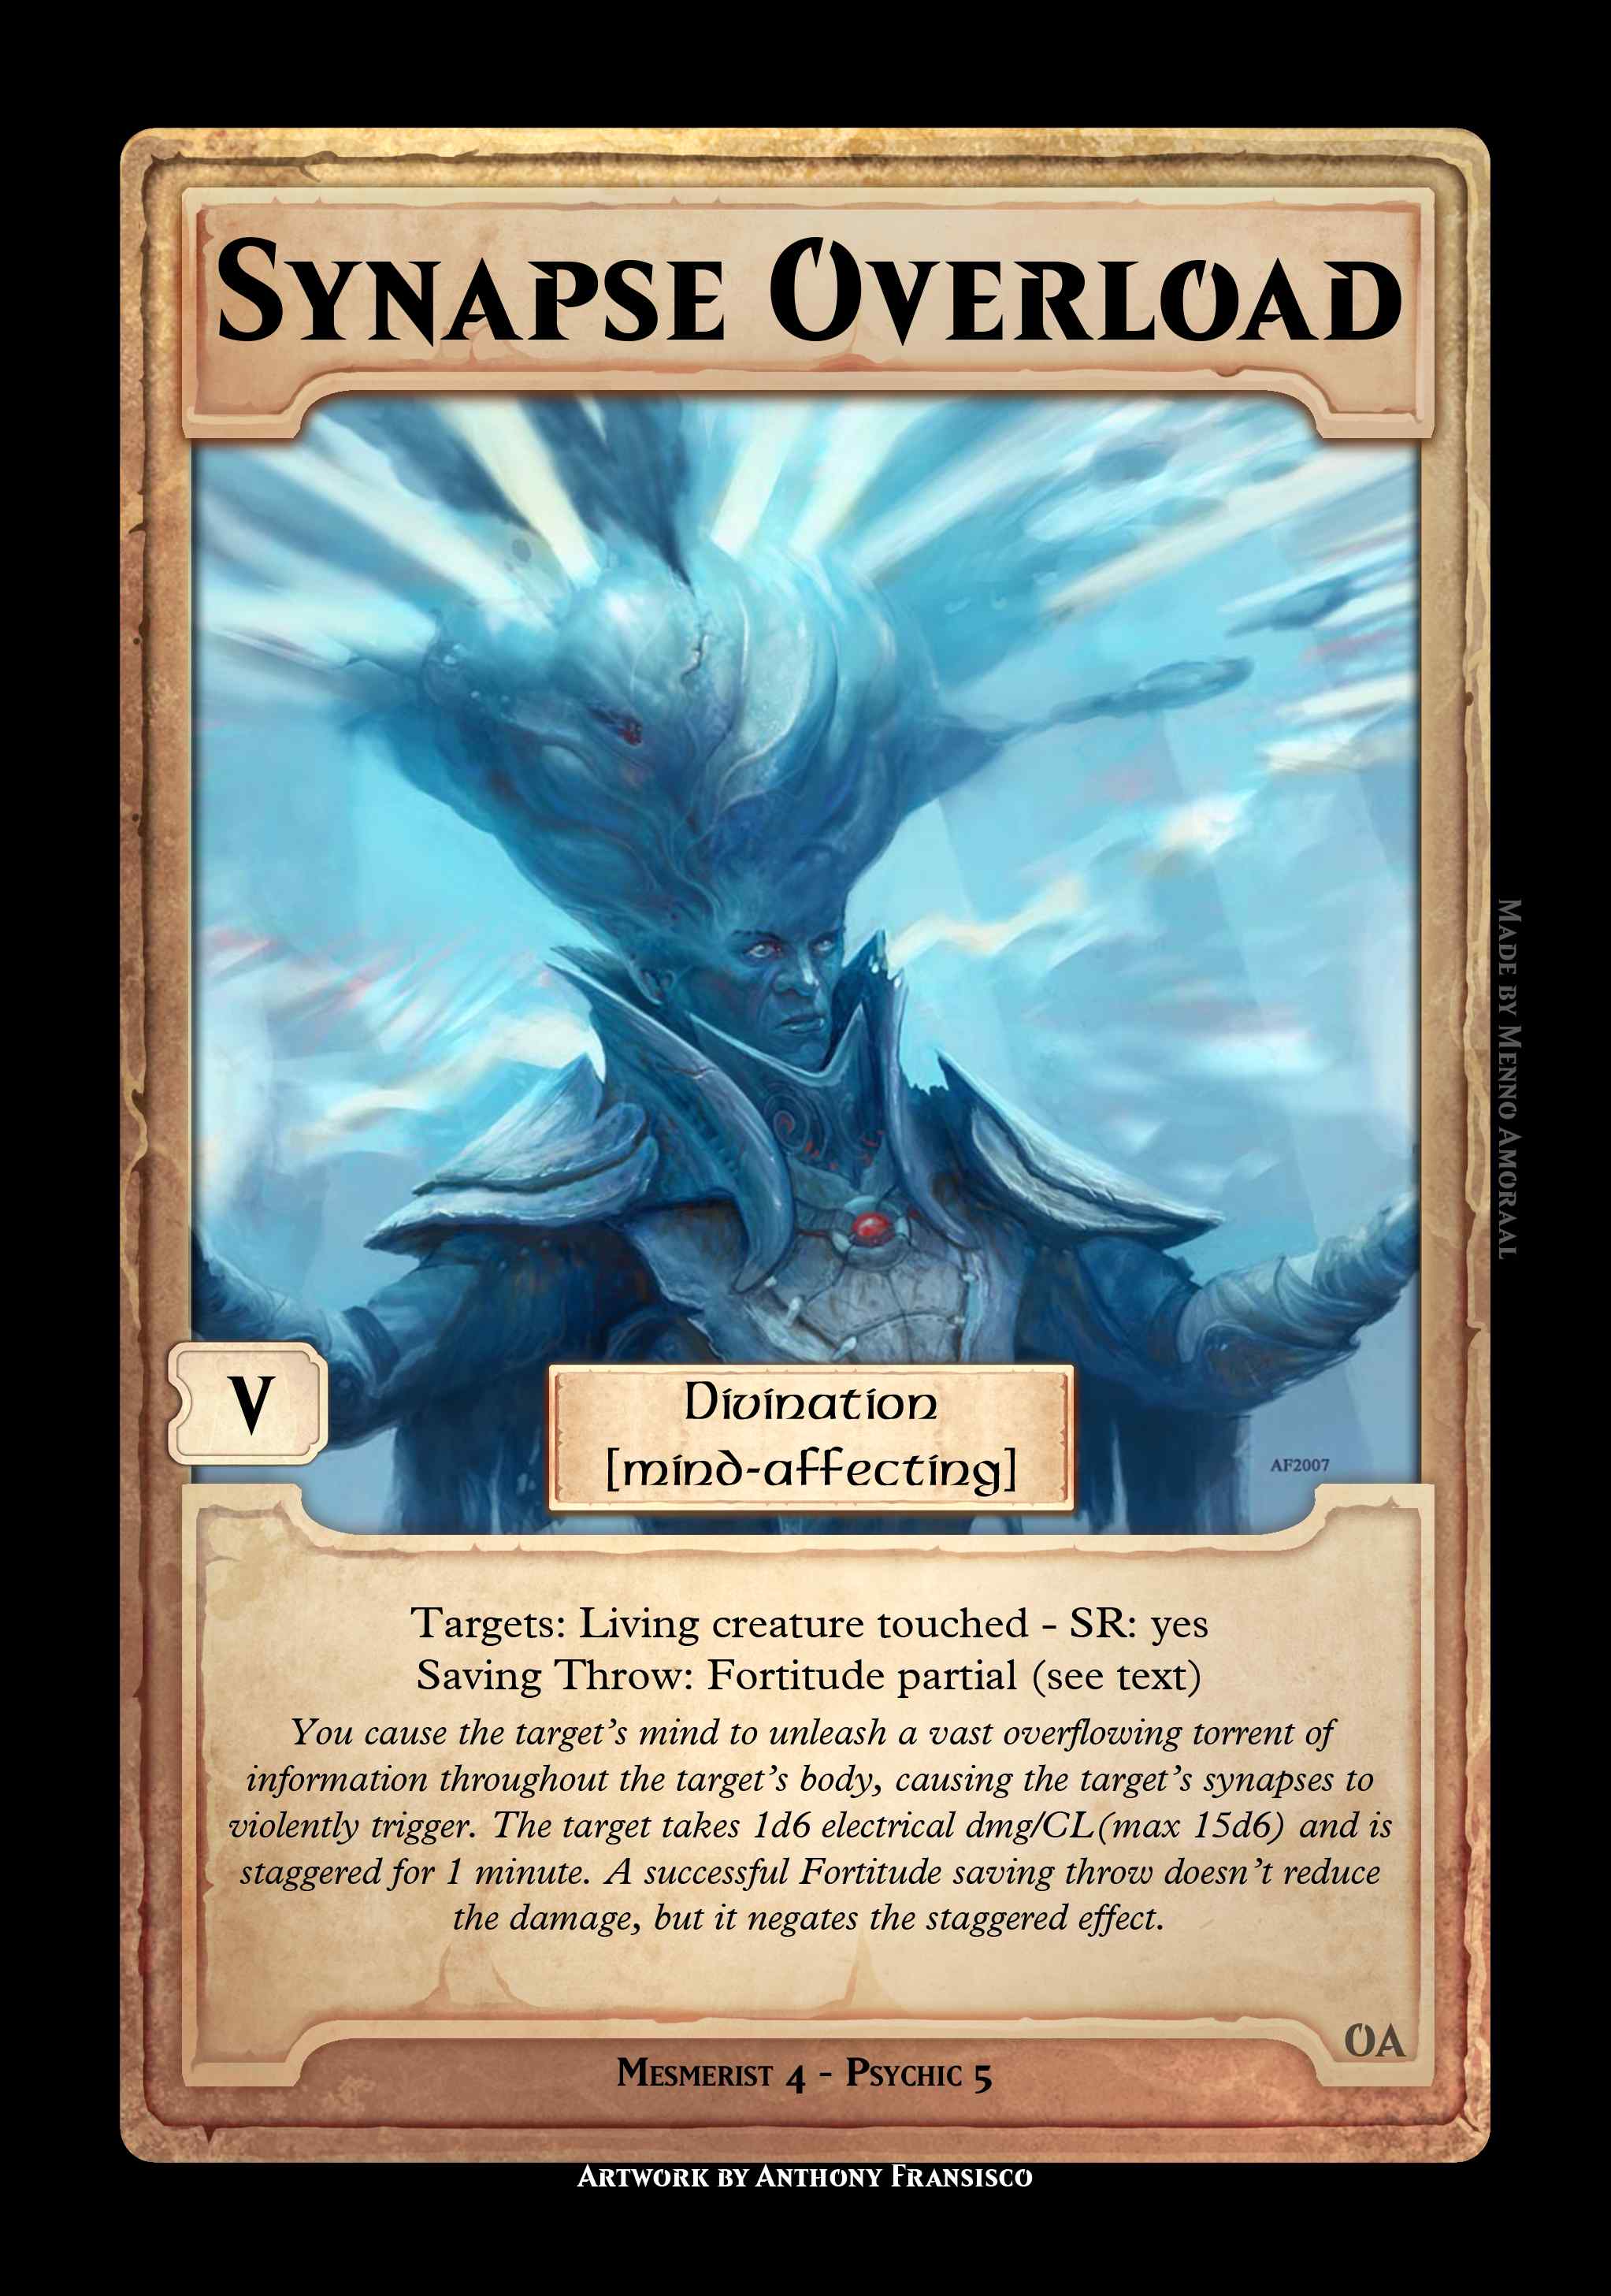 Synapse Overload
V
Divination
[mind-affecting]
AF2007
Targets: Living creature touched - SR: yes
Saving Throw: Fortitude partial (see text)
You cause the target’s mind to unleash a vast overflowing torrent of
information throughout the target’s body, causing the target’s synapses to
violently trigger. The target takes 1d6 electrical dmg/CL(max 15d6) and is
staggered for 1 minute. A successful Fortitude saving throw doesn’t reduce
the damage, but it negates the staggered effect.
OA
Mesmerist 4 - Psychic 5
Artwork by Anthony Fransisco
Made by Menno Amoraal